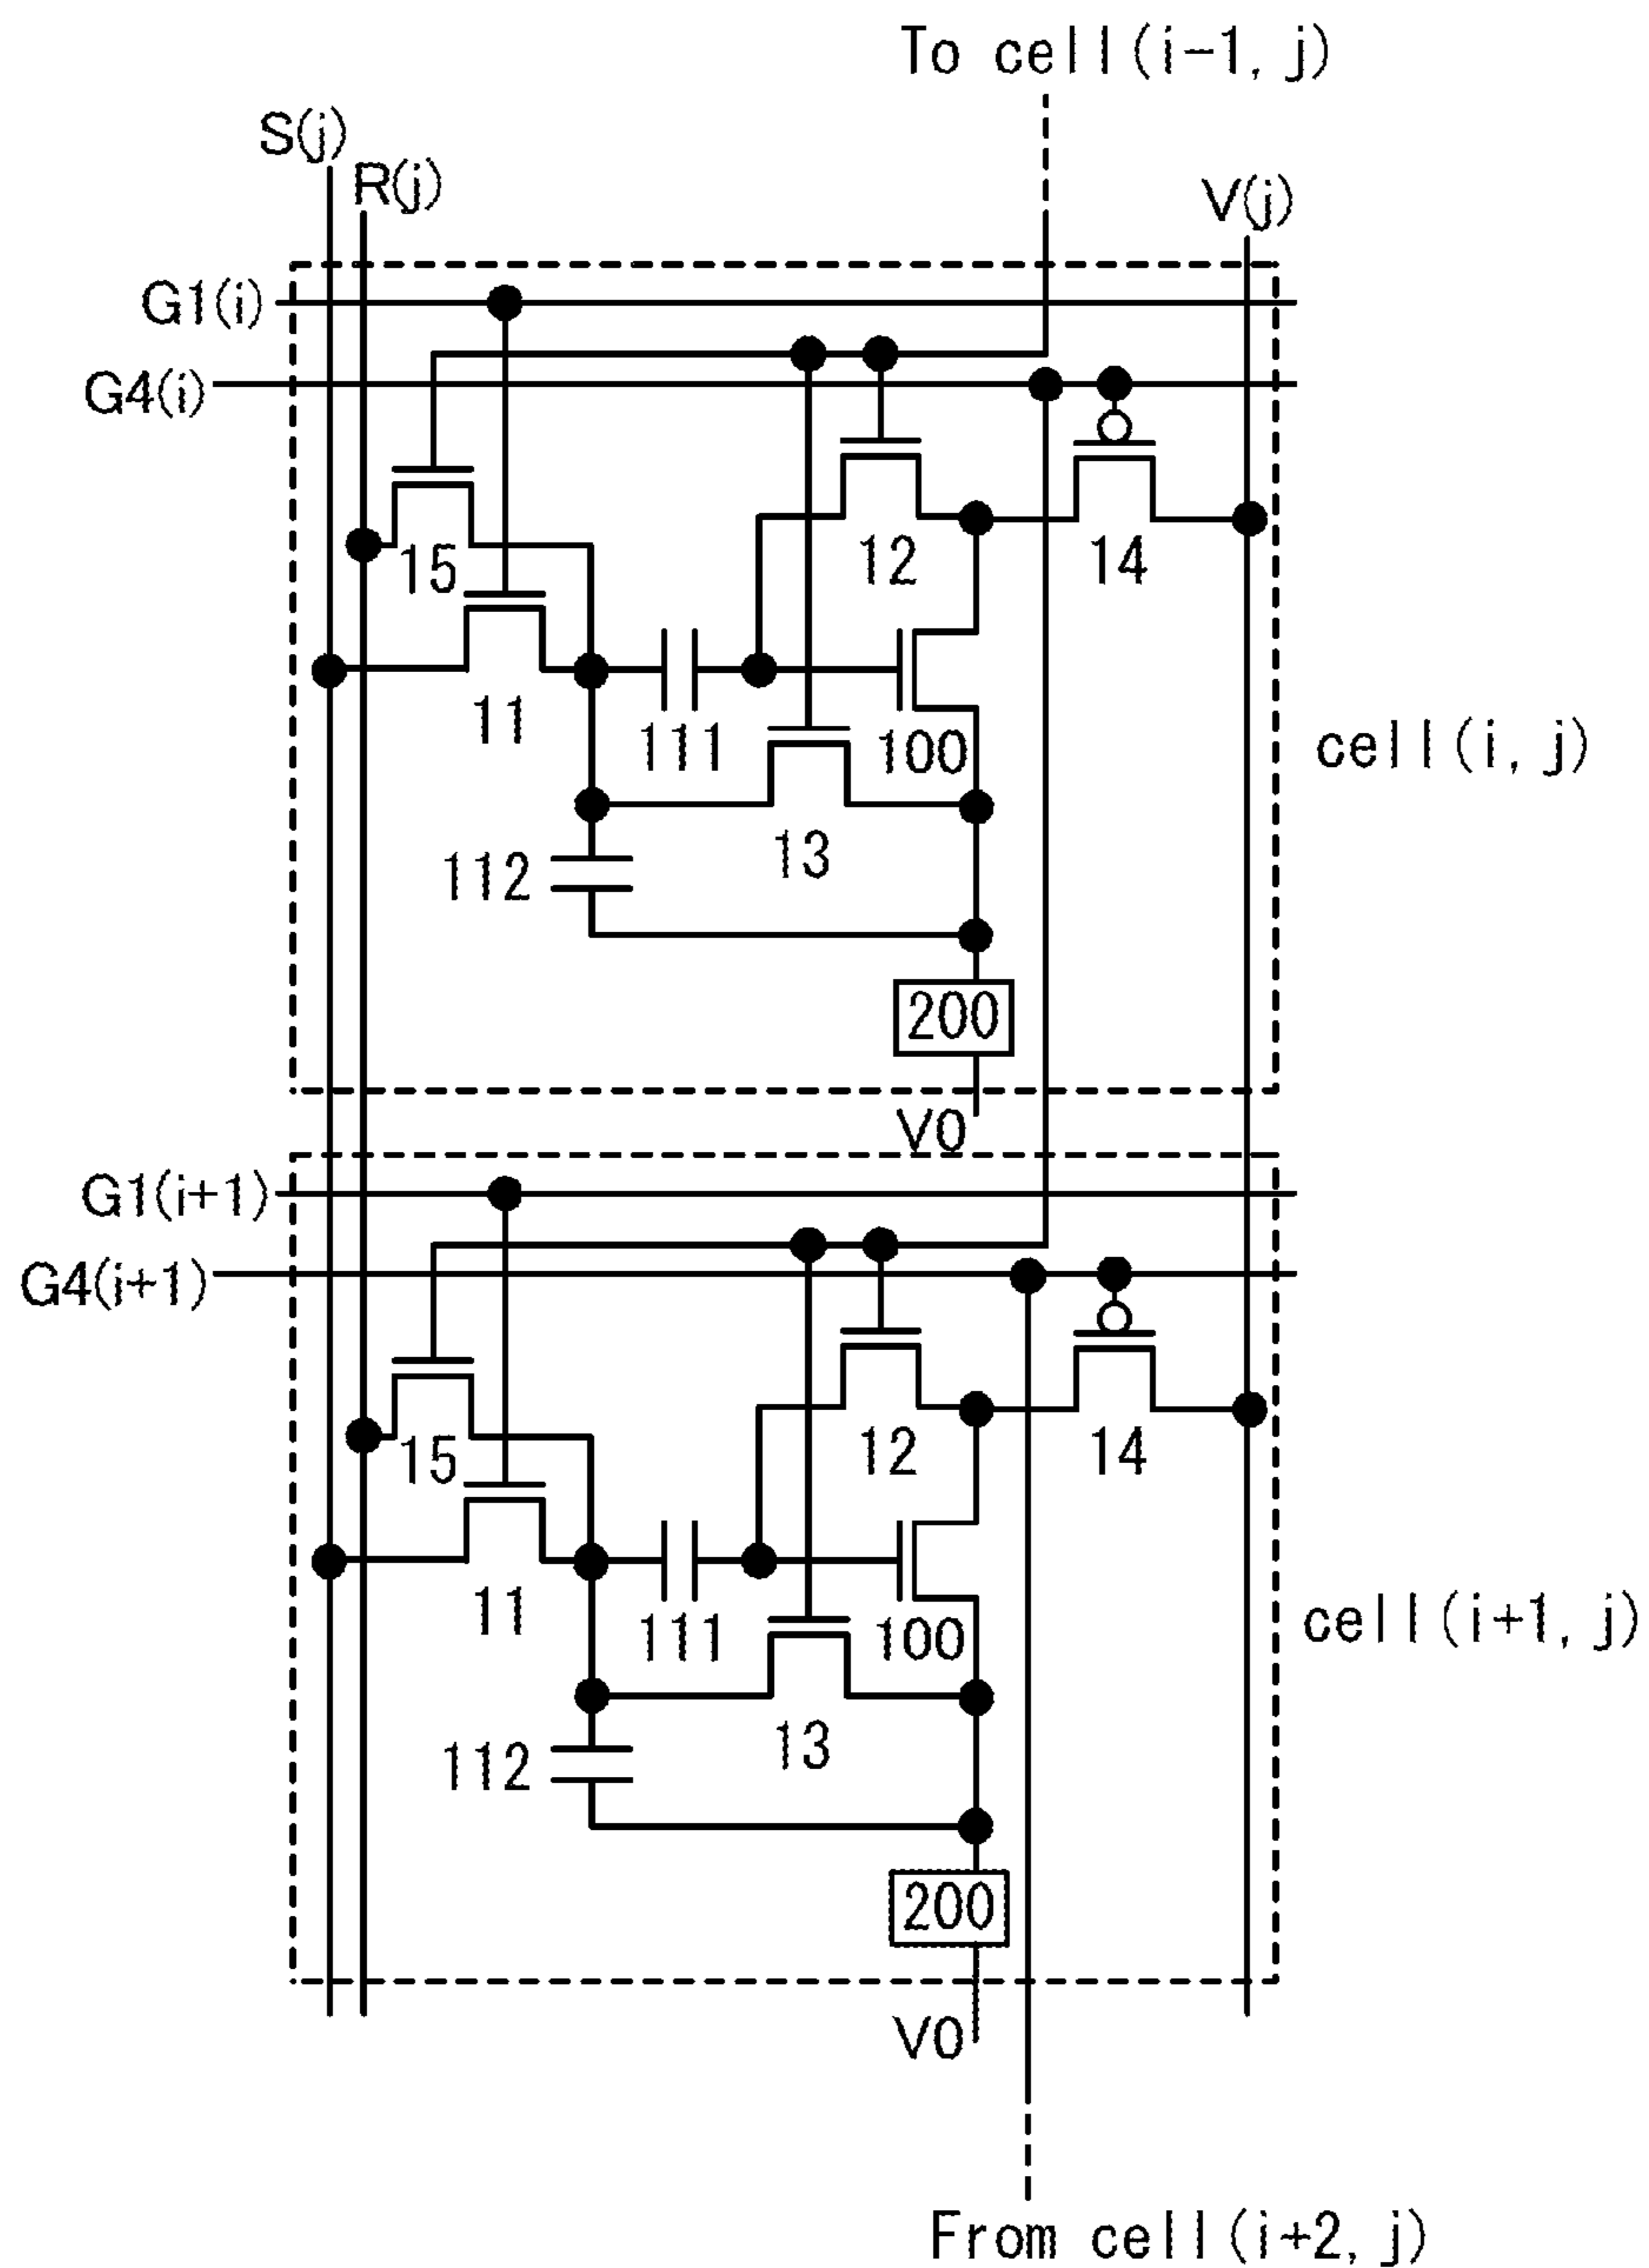 To cell(i-1, j)
S(j)
R(j)
V(j)
G1(i)
G4(i)
15
12
14
11
111
100
cell(i, j)
112
13
200
V0
G1(i+1)
G4(i+1)
15
12
14
11
111
100
cell(i+1, j)
112
13
200
V0
From cell(i+2, j)